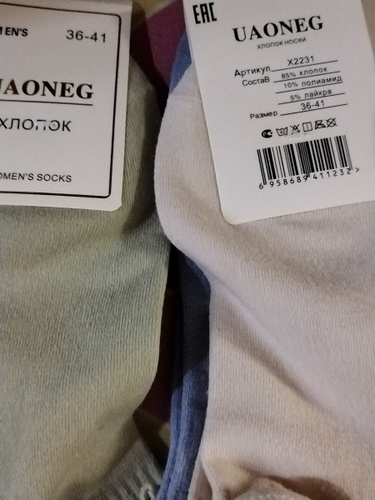 MEN'S 36-41
UAONEG
ХЛОПОК
WOMEN'S SOCKS
EAC
UAONEG
ХЛОПОК НОСКИ
Артикул X2231
СостаВ 85% хлопок
10% полиамид
5% лайкра
Размер 36-41
6 958689 411232 >